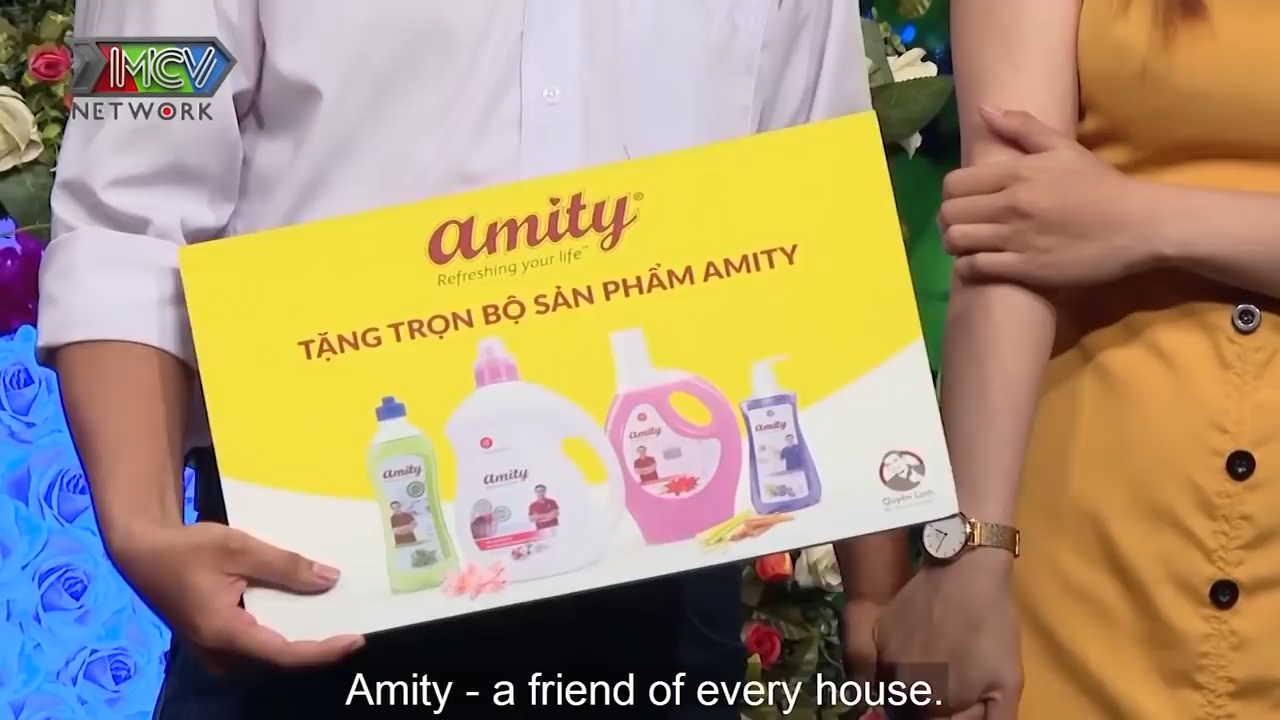 MCV
NETWORK
amity®
Refreshing your life™
TẶNG TRỌN BỘ SẢN PHẨM AMITY
amity
amity
amity
amity
Quyền Linh
Amity - a friend of every house.